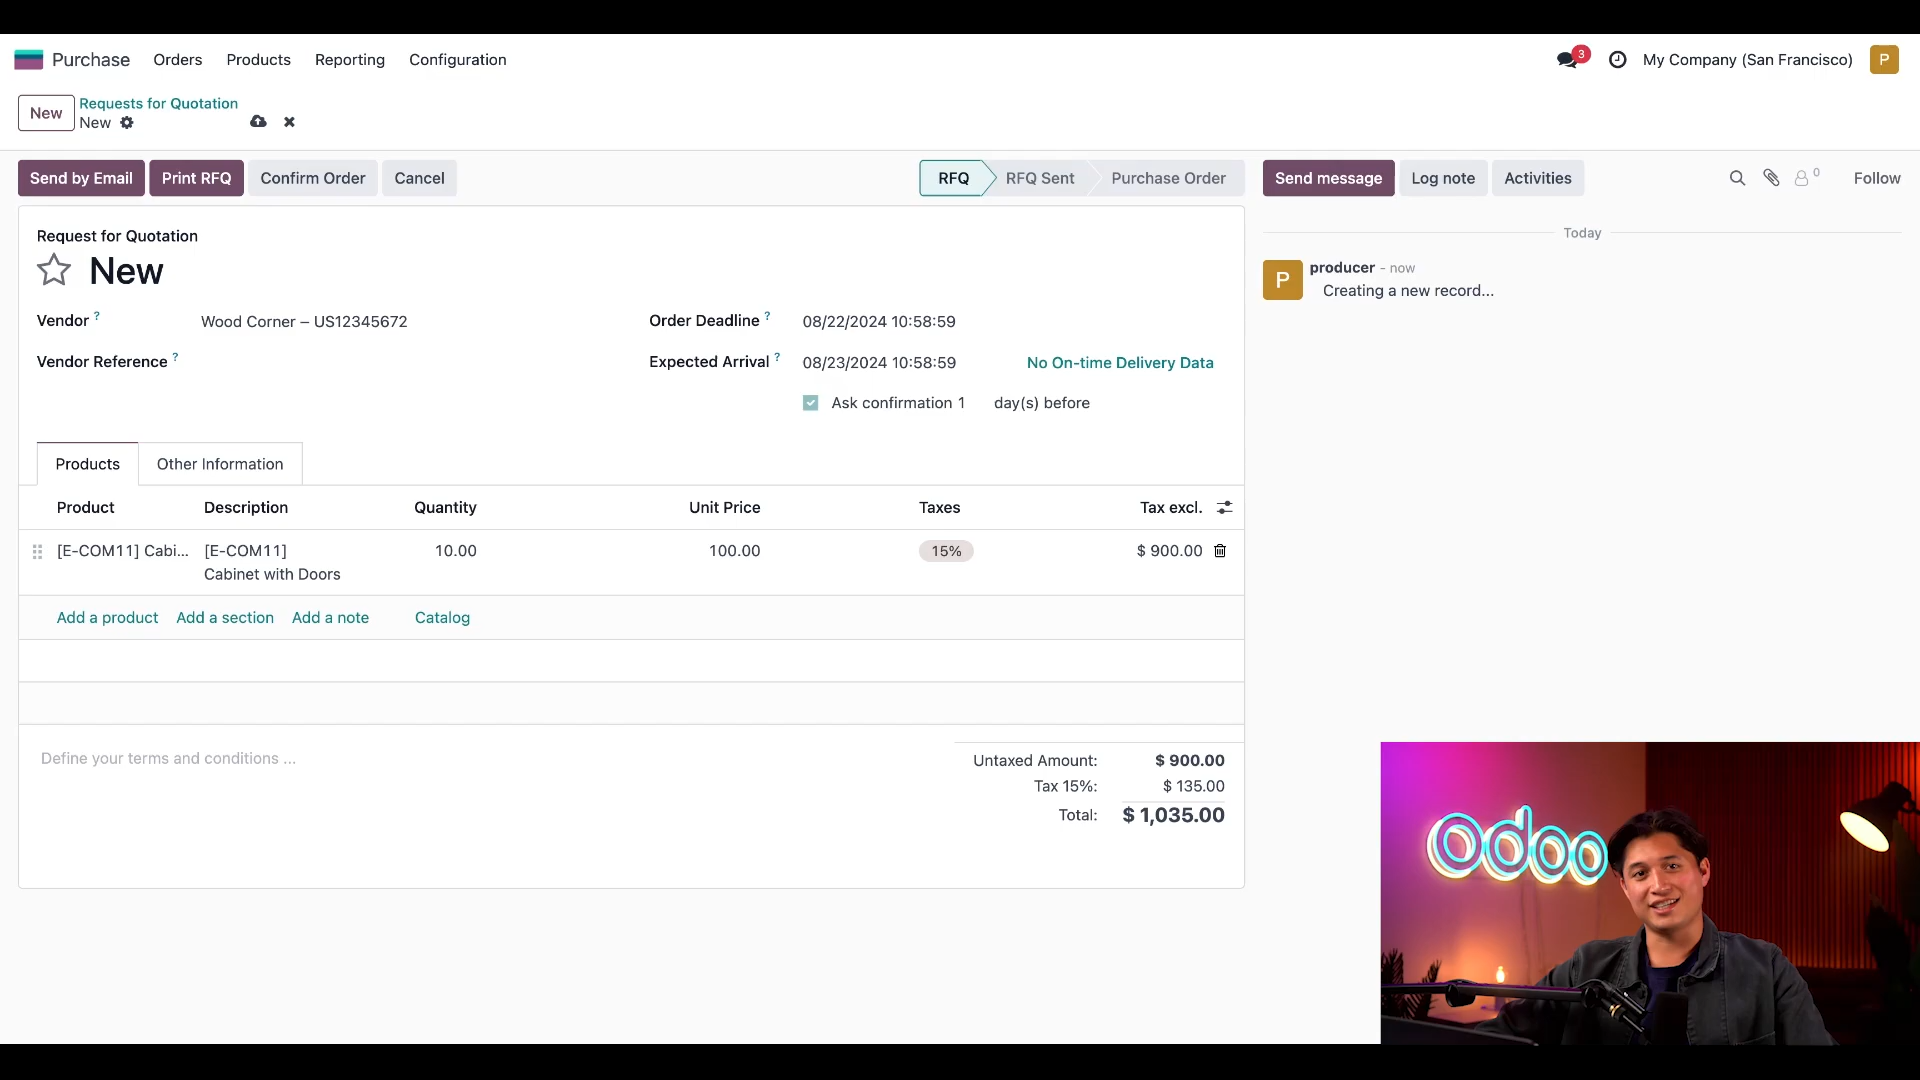 Purchase Orders Products Reporting Configuration 3 My Company (San Francisco) P
New Requests for Quotation
New
Send by Email Print RFQ Confirm Order Cancel RFQ RFQ Sent Purchase Order Send message Log note Activities 0 Follow
Request for Quotation
New
Today
P producer - now
Creating a new record...
Vendor ? Wood Corner – US12345672 Order Deadline ? 08/22/2024 10:58:59
Vendor Reference ? Expected Arrival ? 08/23/2024 10:58:59 No On-time Delivery Data
Ask confirmation 1 day(s) before
Products Other Information
Product Description Quantity Unit Price Taxes Tax excl.
[E-COM11] Cabi... [E-COM11] 10.00 100.00 15% $ 900.00
Cabinet with Doors
Add a product Add a section Add a note Catalog
Define your terms and conditions ...
Untaxed Amount: $ 900.00
Tax 15%: $ 135.00
Total: $ 1,035.00
odoo